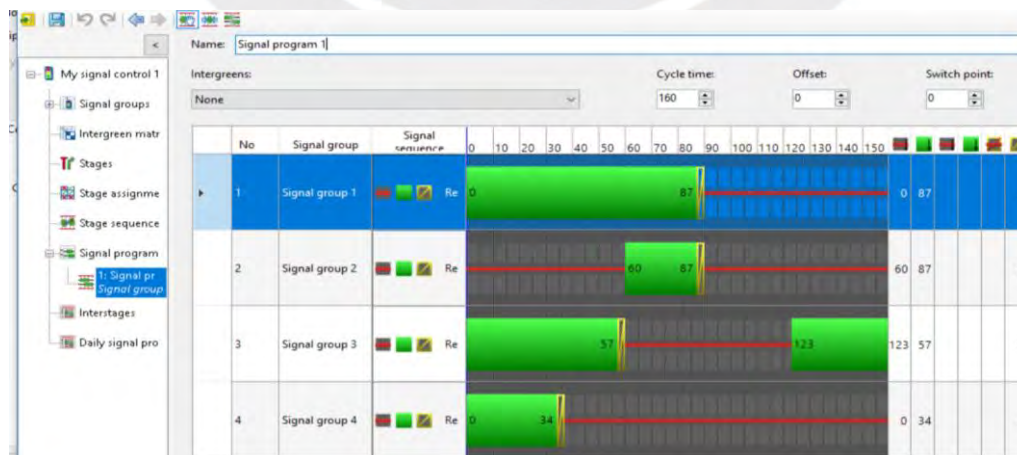 Name: Signal program 1
My signal control 1
Signal groups
Intergreen matr
Stages
Stage assignme
Stage sequence
Signal program
1: Signal pr
Signal group
Interstages
Daily signal pro
Intergreens: Cycle time: Offset: Switch point:
None 160 0 0
No Signal group Signal sequence 0 10 20 30 40 50 60 70 80 90 100 110 120 130 140 150
1 Signal group 1 Re 0 87 0 87
2 Signal group 2 Re 60 87 60 87
3 Signal group 3 Re 57 123 123 57
4 Signal group 4 Re 0 34 0 34